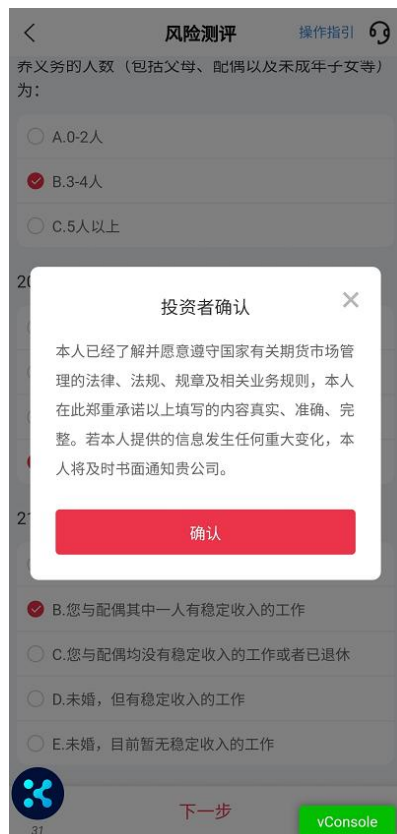 风险测评
操作指引
养义务的人数（包括父母、配偶以及未成年子女等）
为：
A.0-2人
B.3-4人
C.5人以上
20
投资者确认
本人已经了解并愿意遵守国家有关期货市场管
理的法律、法规、规章及相关业务规则，本人
在此郑重承诺以上填写的内容真实、准确、完
整。若本人提供的信息发生任何重大变化，本
人将及时书面通知贵公司。
确认
21
B.您与配偶其中一人有稳定收入的工作
C.您与配偶均没有稳定收入的工作或者已退休
D.未婚，但有稳定收入的工作
E.未婚，目前暂无稳定收入的工作
31
下一步
vConsole